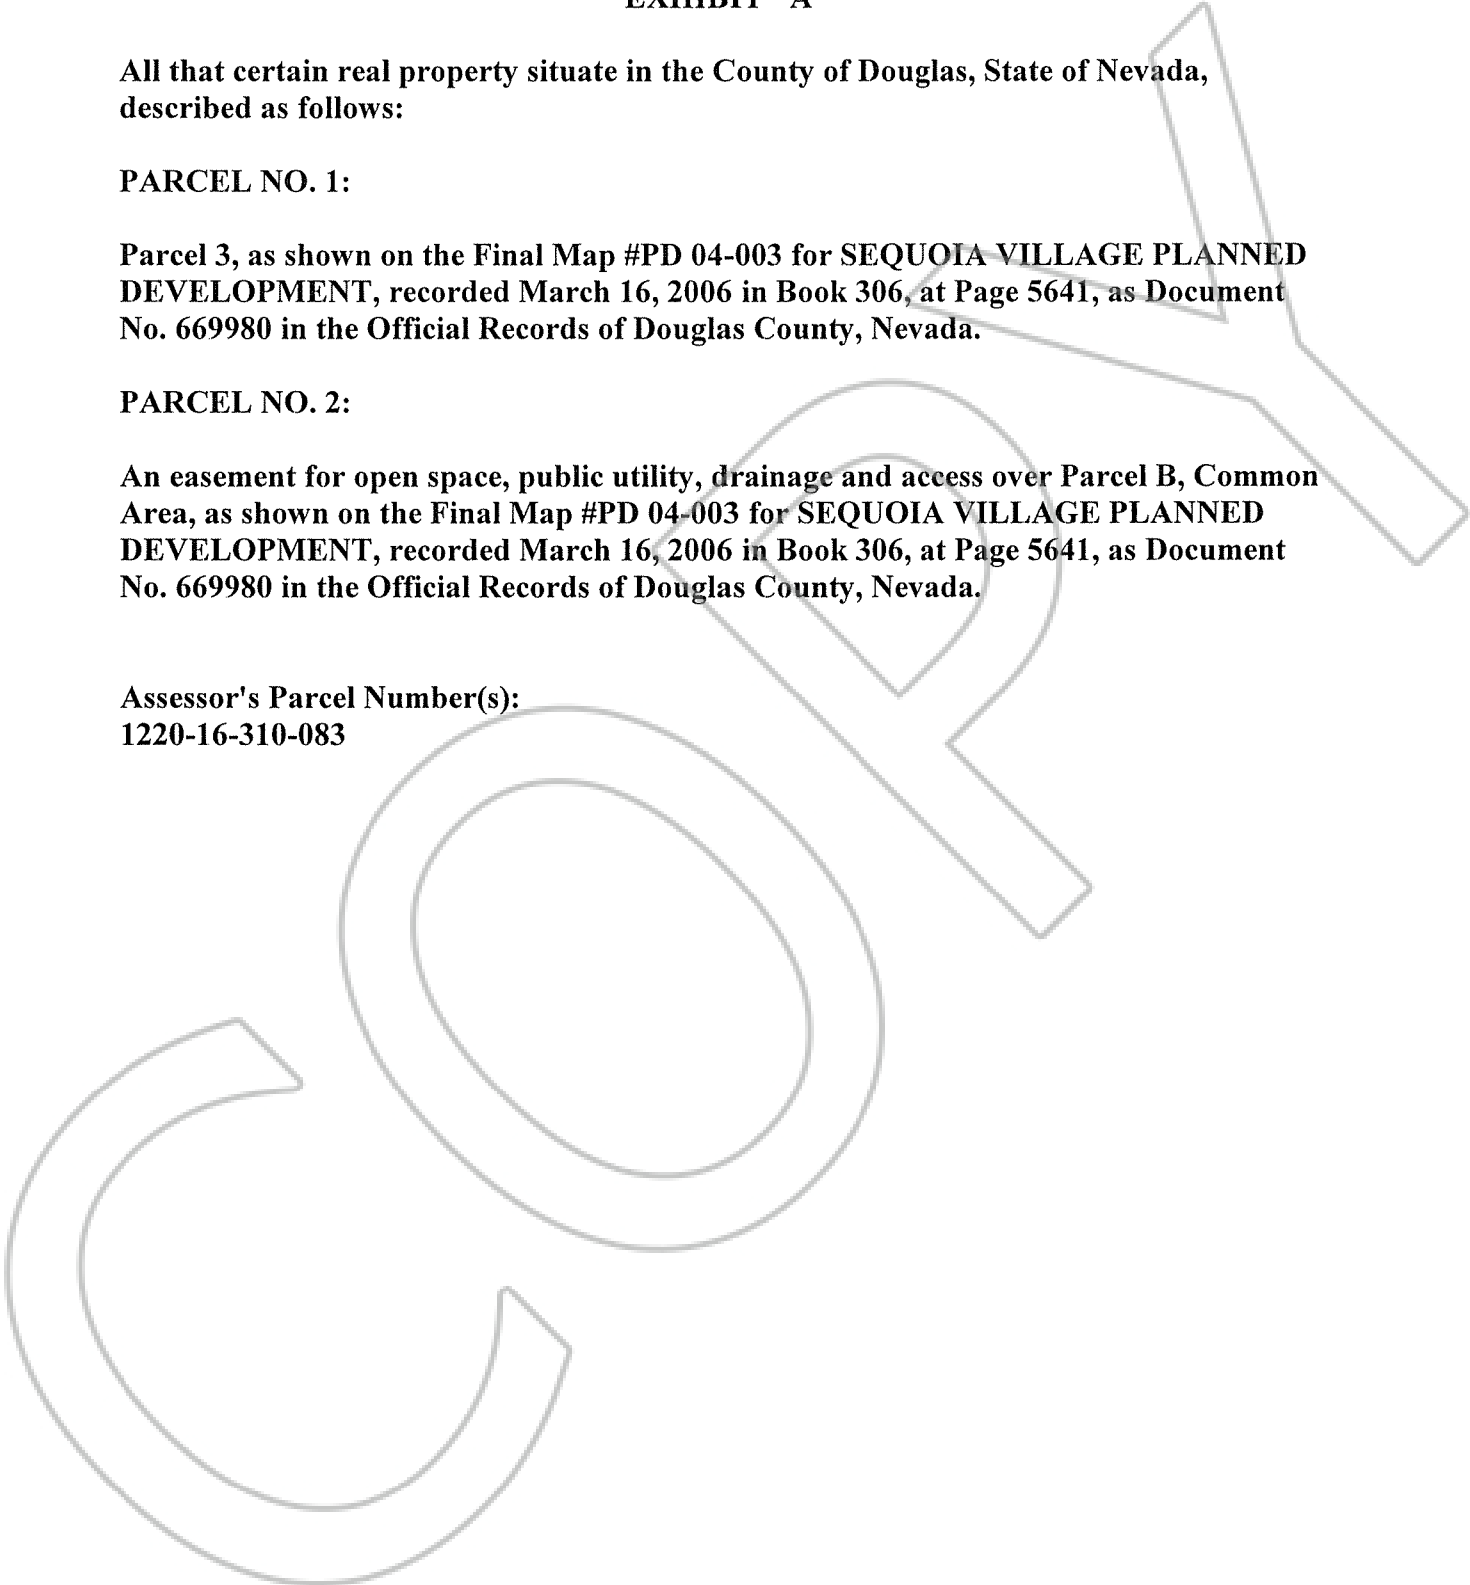 EXHIBIT "A"
All that certain real property situate in the County of Douglas, State of Nevada,
described as follows:
PARCEL NO. 1:
Parcel 3, as shown on the Final Map #PD 04-003 for SEQUOIA VILLAGE PLANNED
DEVELOPMENT, recorded March 16, 2006 in Book 306, at Page 5641, as Document
No. 669980 in the Official Records of Douglas County, Nevada.
PARCEL NO. 2:
An easement for open space, public utility, drainage and access over Parcel B, Common
Area, as shown on the Final Map #PD 04-003 for SEQUOIA VILLAGE PLANNED
DEVELOPMENT, recorded March 16, 2006 in Book 306, at Page 5641, as Document
No. 669980 in the Official Records of Douglas County, Nevada.
Assessor's Parcel Number(s):
1220-16-310-083
COPY